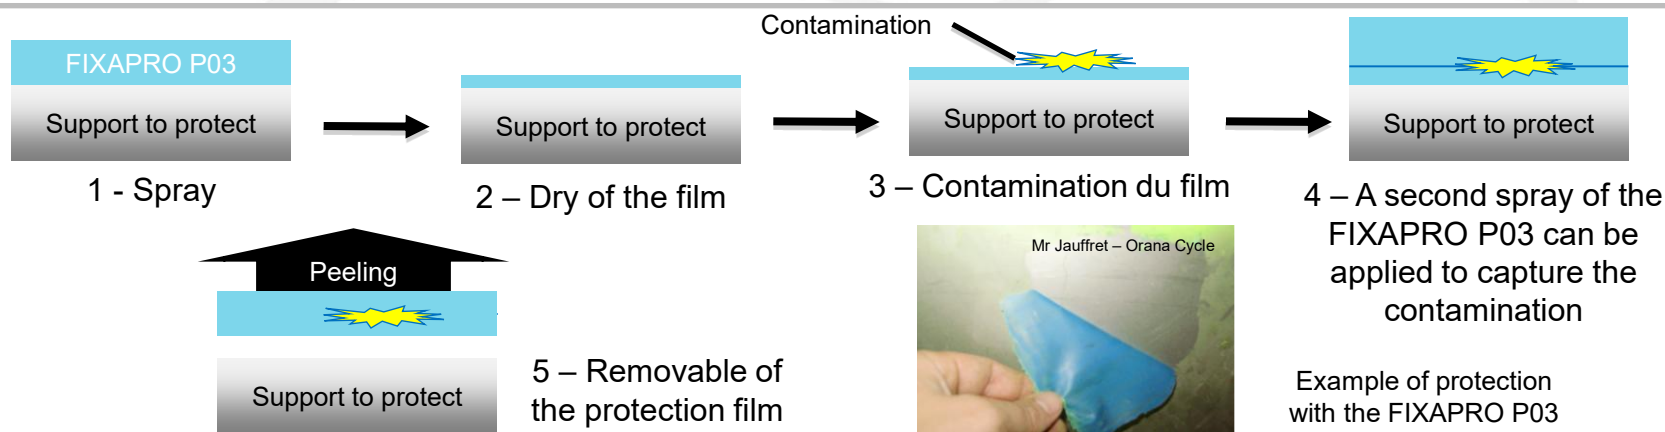 Contamination
FIXAPRO P03
Support to protect
Support to protect
Support to protect
Support to protect
1 - Spray
2 – Dry of the film
3 – Contamination du film
4 – A second spray of the
FIXAPRO P03 can be
applied to capture the
contamination
Peeling
Support to protect
5 – Removable of
the protection film
Mr Jauffret – Orana Cycle
Example of protection
with the FIXAPRO P03